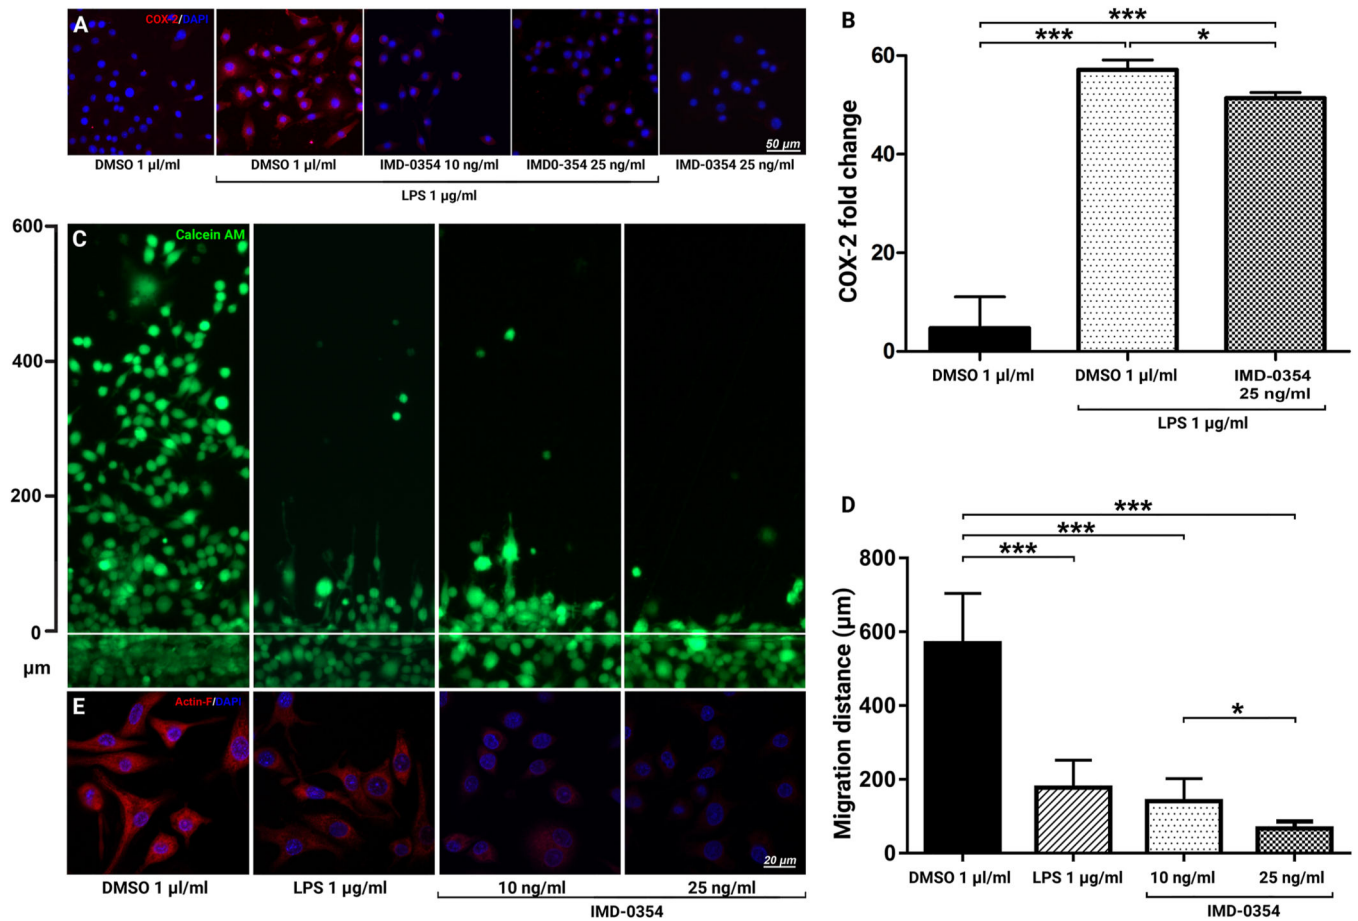 A
COX-2/DAPI
50 µm
DMSO 1 µl/ml
DMSO 1 µl/ml
IMD-0354 10 ng/ml
IMD0-354 25 ng/ml
IMD-0354 25 ng/ml
LPS 1 µg/ml
B
***
***
*
COX-2 fold change
60
40
20
0
DMSO 1 µl/ml
DMSO 1 µl/ml
IMD-0354
25 ng/ml
LPS 1 µg/ml
C
Calcein AM
600
400
200
0
µm
D
***
***
***
*
Migration distance (µm)
800
600
400
200
0
DMSO 1 µl/ml
LPS 1 µg/ml
10 ng/ml
25 ng/ml
IMD-0354
E
Actin-F/DAPI
20 µm
DMSO 1 µl/ml
LPS 1 µg/ml
10 ng/ml
25 ng/ml
IMD-0354